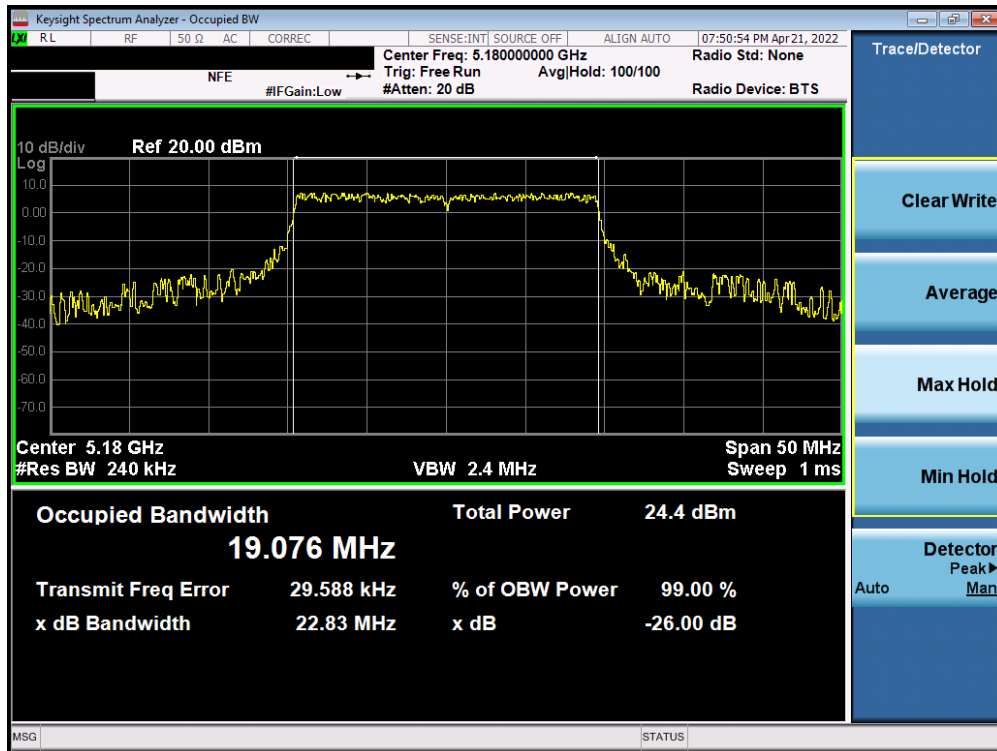 Keysight Spectrum Analyzer - Occupied BW
LXI RL RF 50 Ω AC CORREC SENSE:INT SOURCE OFF ALIGN AUTO 07:50:54 PM Apr 21, 2022
Center Freq: 5.180000000 GHz Radio Std: None
NFE Trig: Free Run Avg|Hold: 100/100
#IFGain:Low #Atten: 20 dB Radio Device: BTS
Trace/Detector
10 dB/div Ref 20.00 dBm
Log
10.0
0.00
-10.0
-20.0
-30.0
-40.0
-50.0
-60.0
-70.0
Center 5.18 GHz Span 50 MHz
#Res BW 240 kHz VBW 2.4 MHz Sweep 1 ms
Occupied Bandwidth Total Power 24.4 dBm
19.076 MHz
Transmit Freq Error 29.588 kHz % of OBW Power 99.00 %
x dB Bandwidth 22.83 MHz x dB -26.00 dB
Clear Write
Average
Max Hold
Min Hold
Detector
Peak▶
Auto Man
MSG STATUS